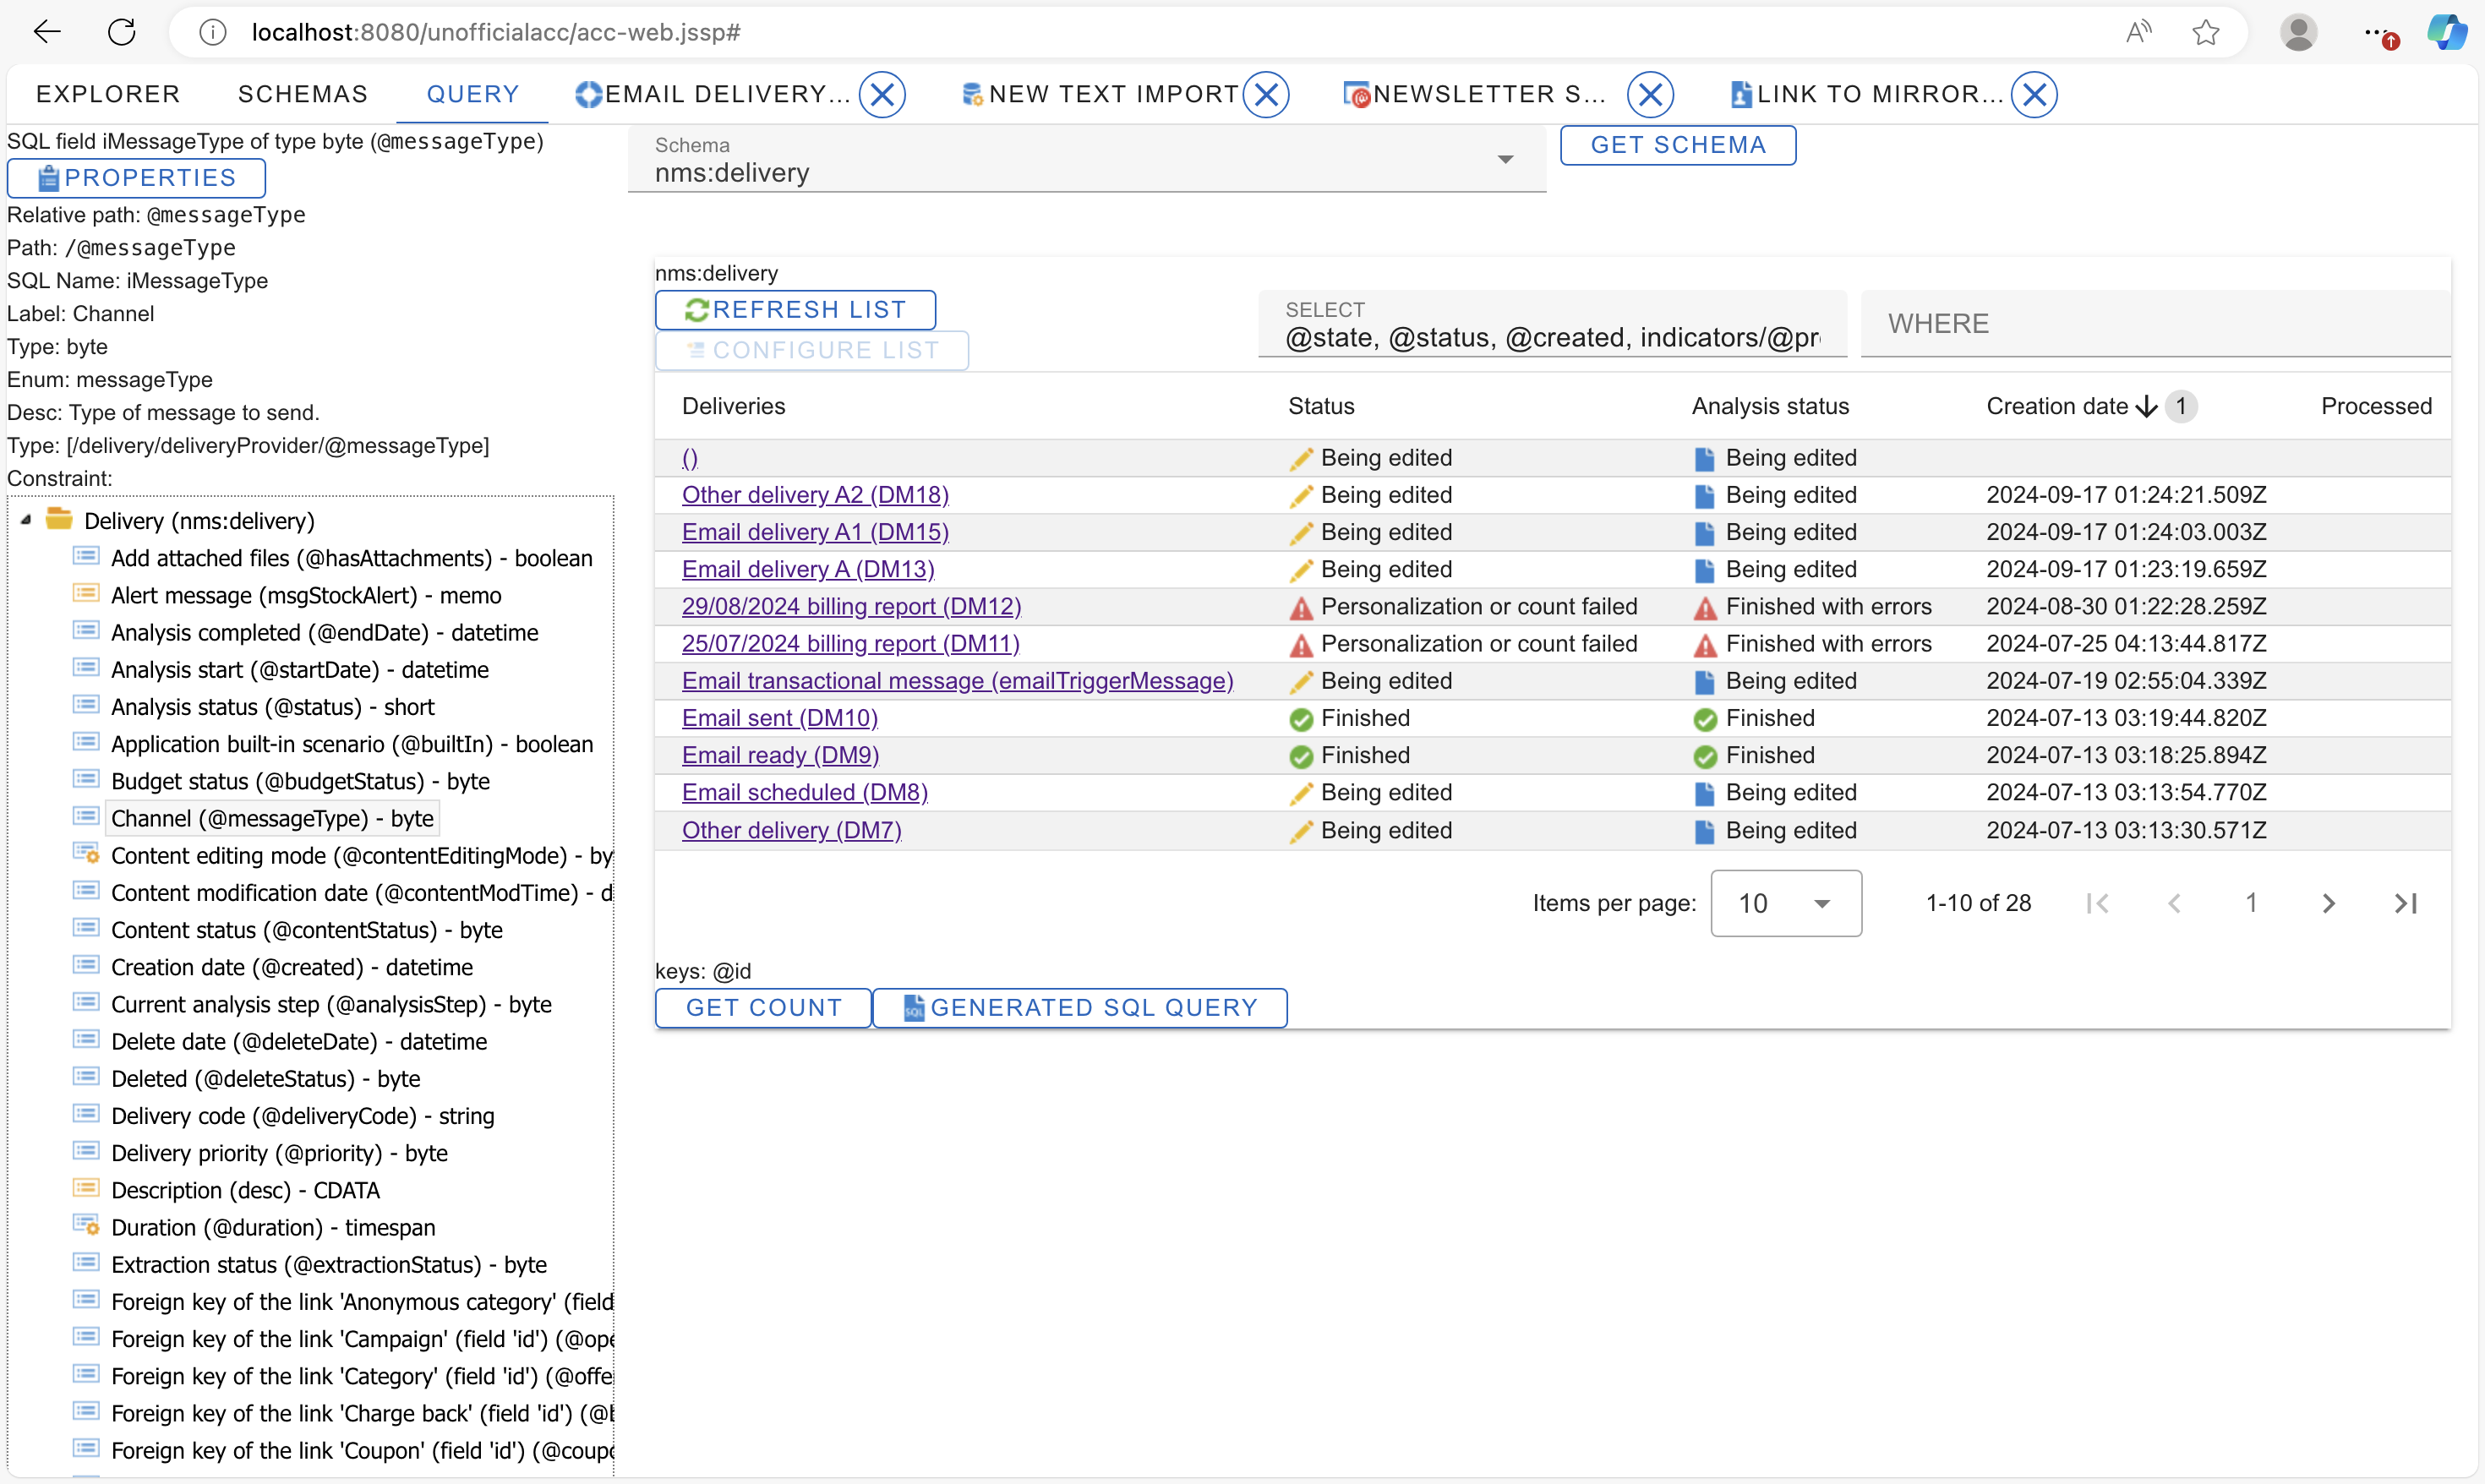 localhost:8080/unofficialacc/acc-web.jssp#
EXPLORER SCHEMAS QUERY EMAIL DELIVERY... NEW TEXT IMPORT NEWSLETTER S... LINK TO MIRROR...
SQL field iMessageType of type byte (@messageType)
PROPERTIES
Relative path: @messageType
Path: /@messageType
SQL Name: iMessageType
Label: Channel
Type: byte
Enum: messageType
Desc: Type of message to send.
Type: [/delivery/deliveryProvider/@messageType]
Constraint:
Delivery (nms:delivery)
Add attached files (@hasAttachments) - boolean
Alert message (msgStockAlert) - memo
Analysis completed (@endDate) - datetime
Analysis start (@startDate) - datetime
Analysis status (@status) - short
Application built-in scenario (@builtIn) - boolean
Budget status (@budgetStatus) - byte
Channel (@messageType) - byte
Content editing mode (@contentEditingMode) - by
Content modification date (@contentModTime) - d
Content status (@contentStatus) - byte
Creation date (@created) - datetime
Current analysis step (@analysisStep) - byte
Delete date (@deleteDate) - datetime
Deleted (@deleteStatus) - byte
Delivery code (@deliveryCode) - string
Delivery priority (@priority) - byte
Description (desc) - CDATA
Duration (@duration) - timespan
Extraction status (@extractionStatus) - byte
Foreign key of the link 'Anonymous category' (field
Foreign key of the link 'Campaign' (field 'id') (@ope
Foreign key of the link 'Category' (field 'id') (@offe
Foreign key of the link 'Charge back' (field 'id') (@b
Foreign key of the link 'Coupon' (field 'id') (@coupo
Schema
nms:delivery
GET SCHEMA
nms:delivery
REFRESH LIST
CONFIGURE LIST
SELECT
@state, @status, @created, indicators/@pr
WHERE
Deliveries Status Analysis status Creation date 1 Processed
() Being edited Being edited
Other delivery A2 (DM18) Being edited Being edited 2024-09-17 01:24:21.509Z
Email delivery A1 (DM15) Being edited Being edited 2024-09-17 01:24:03.003Z
Email delivery A (DM13) Being edited Being edited 2024-09-17 01:23:19.659Z
29/08/2024 billing report (DM12) Personalization or count failed Finished with errors 2024-08-30 01:22:28.259Z
25/07/2024 billing report (DM11) Personalization or count failed Finished with errors 2024-07-25 04:13:44.817Z
Email transactional message (emailTriggerMessage) Being edited Being edited 2024-07-19 02:55:04.339Z
Email sent (DM10) Finished Finished 2024-07-13 03:19:44.820Z
Email ready (DM9) Finished Finished 2024-07-13 03:18:25.894Z
Email scheduled (DM8) Being edited Being edited 2024-07-13 03:13:54.770Z
Other delivery (DM7) Being edited Being edited 2024-07-13 03:13:30.571Z
Items per page: 10 1-10 of 28 1
keys: @id
GET COUNT SQL GENERATED SQL QUERY